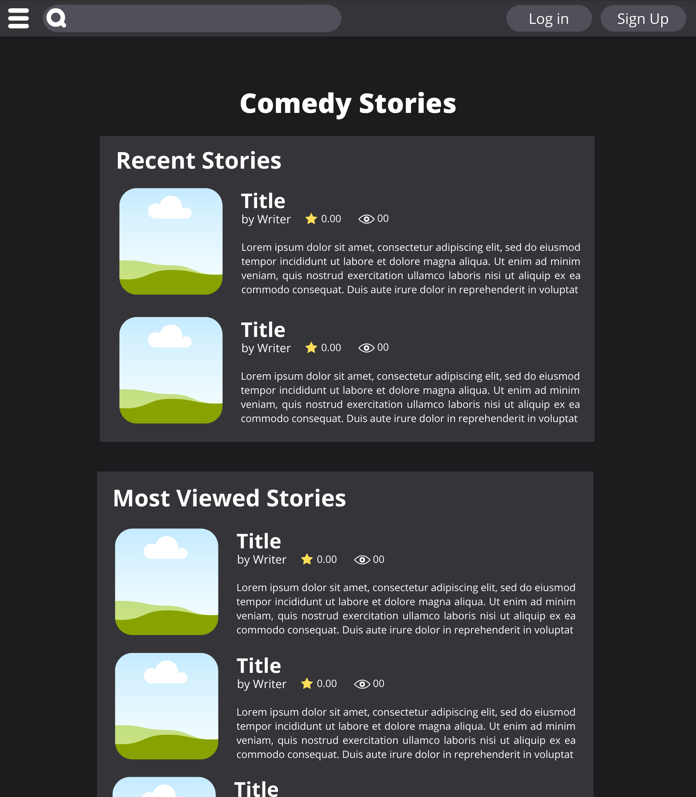 Log in
Sign Up
Comedy Stories
Recent Stories
Title
by Writer 0.00 00
Lorem ipsum dolor sit amet, consectetur adipiscing elit, sed do eiusmod
tempor incididunt ut labore et dolore magna aliqua. Ut enim ad minim
veniam, quis nostrud exercitation ullamco laboris nisi ut aliquip ex ea
commodo consequat. Duis aute irure dolor in reprehenderit in voluptat
Title
by Writer 0.00 00
Lorem ipsum dolor sit amet, consectetur adipiscing elit, sed do eiusmod
tempor incididunt ut labore et dolore magna aliqua. Ut enim ad minim
veniam, quis nostrud exercitation ullamco laboris nisi ut aliquip ex ea
commodo consequat. Duis aute irure dolor in reprehenderit in voluptat
Most Viewed Stories
Title
by Writer 0.00 00
Lorem ipsum dolor sit amet, consectetur adipiscing elit, sed do eiusmod
tempor incididunt ut labore et dolore magna aliqua. Ut enim ad minim
veniam, quis nostrud exercitation ullamco laboris nisi ut aliquip ex ea
commodo consequat. Duis aute irure dolor in reprehenderit in voluptat
Title
by Writer 0.00 00
Lorem ipsum dolor sit amet, consectetur adipiscing elit, sed do eiusmod
tempor incididunt ut labore et dolore magna aliqua. Ut enim ad minim
veniam, quis nostrud exercitation ullamco laboris nisi ut aliquip ex ea
commodo consequat. Duis aute irure dolor in reprehenderit in voluptat
Title